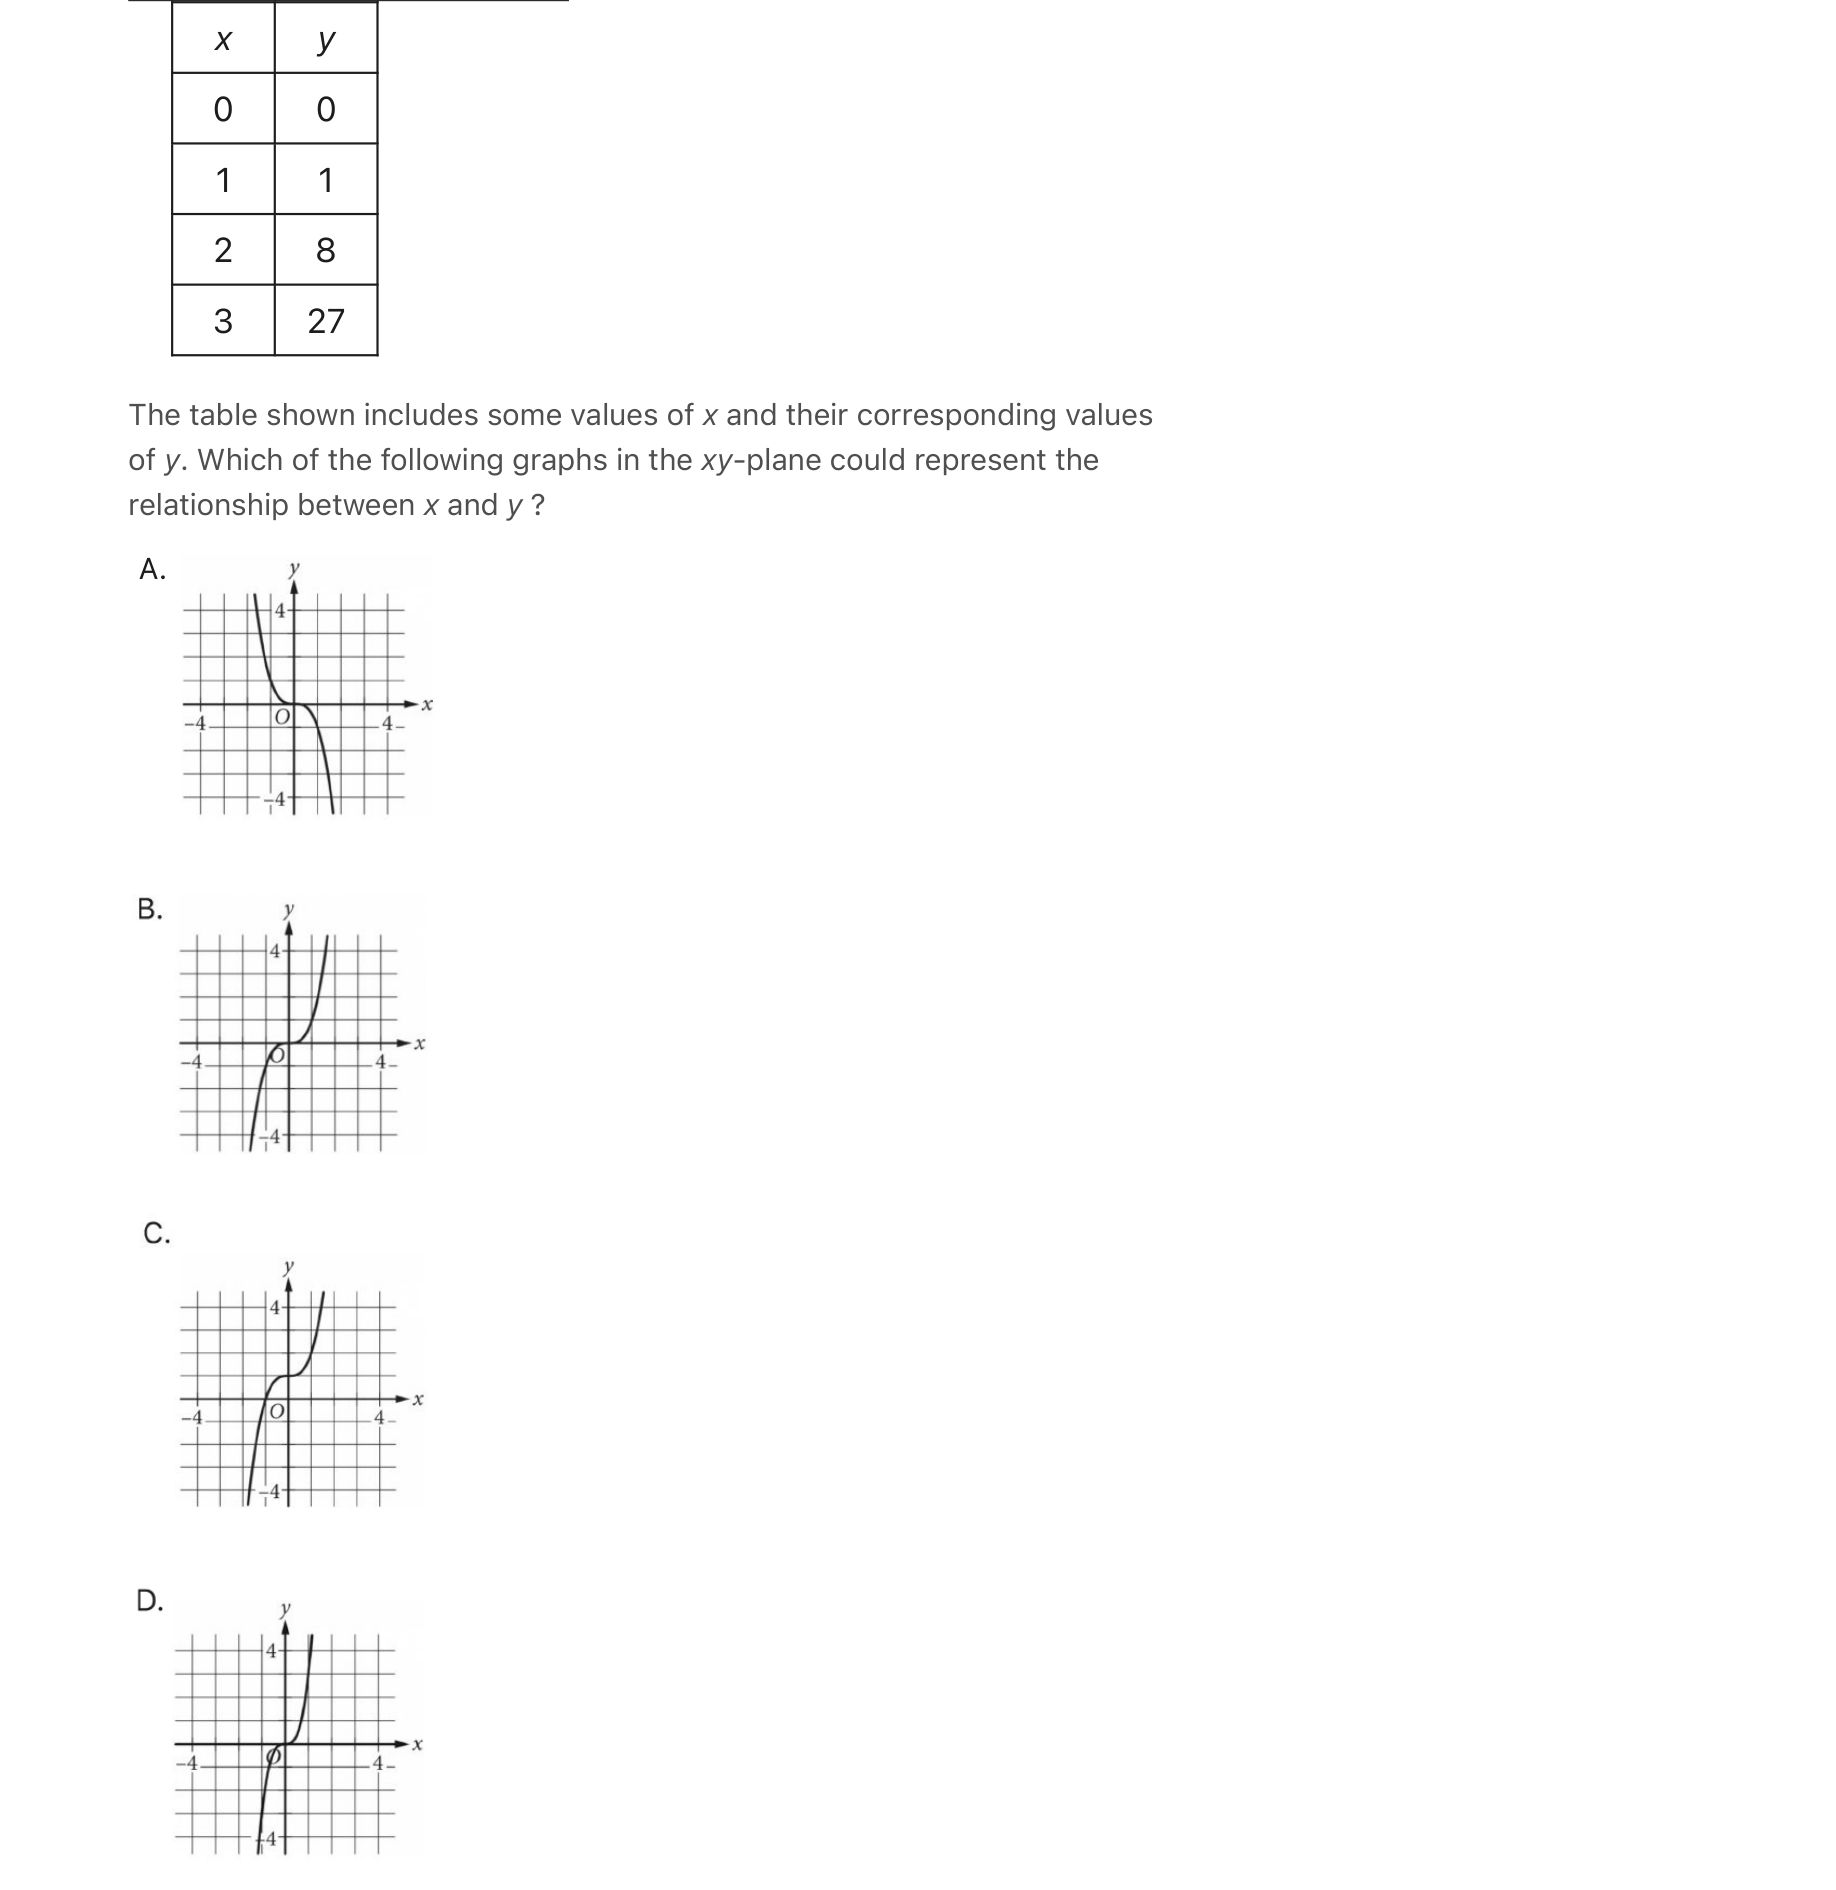 x y
0 0
1 1
2 8
3 27
The table shown includes some values of x and their corresponding values
of y. Which of the following graphs in the xy-plane could represent the
relationship between x and y ?
A.
y
4
x
-4 O 4
-4
B.
y
4
x
-4 O 4
-4
C.
y
4
x
-4 O 4
-4
D.
y
4
x
-4 O 4
-4